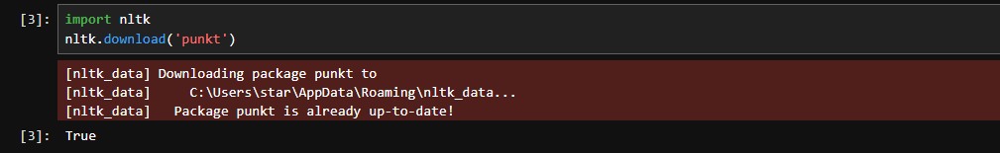 [3]: import nltk
nltk.download('punkt')
[nltk_data] Downloading package punkt to
[nltk_data]     C:\Users\star\AppData\Roaming\nltk_data...
[nltk_data]   Package punkt is already up-to-date!
[3]: True